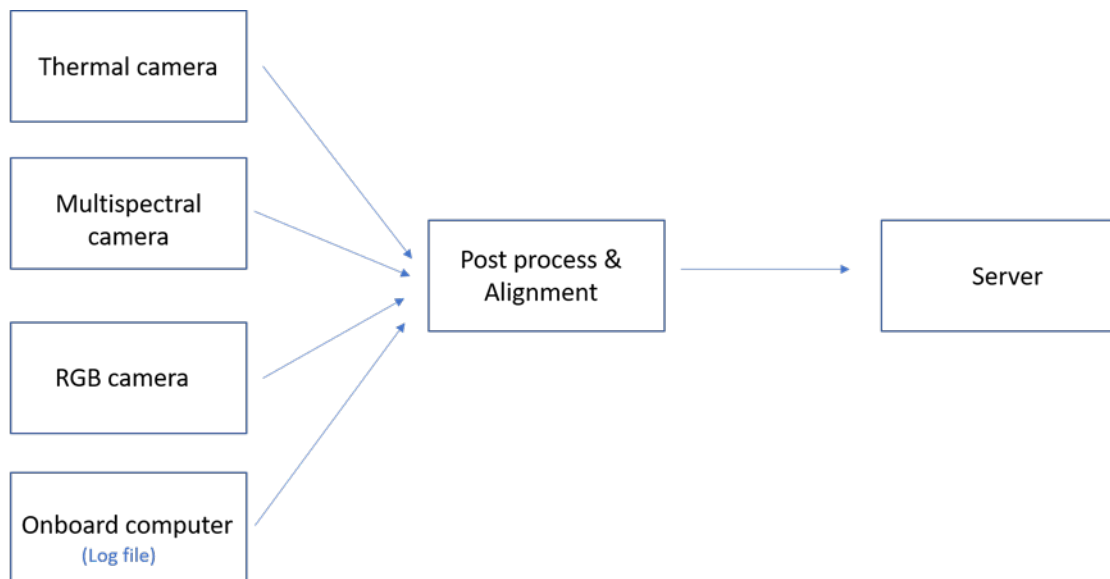 Thermal camera
Multispectral
camera
RGB camera
Onboard computer
(Log file)
Post process &
Alignment
Server